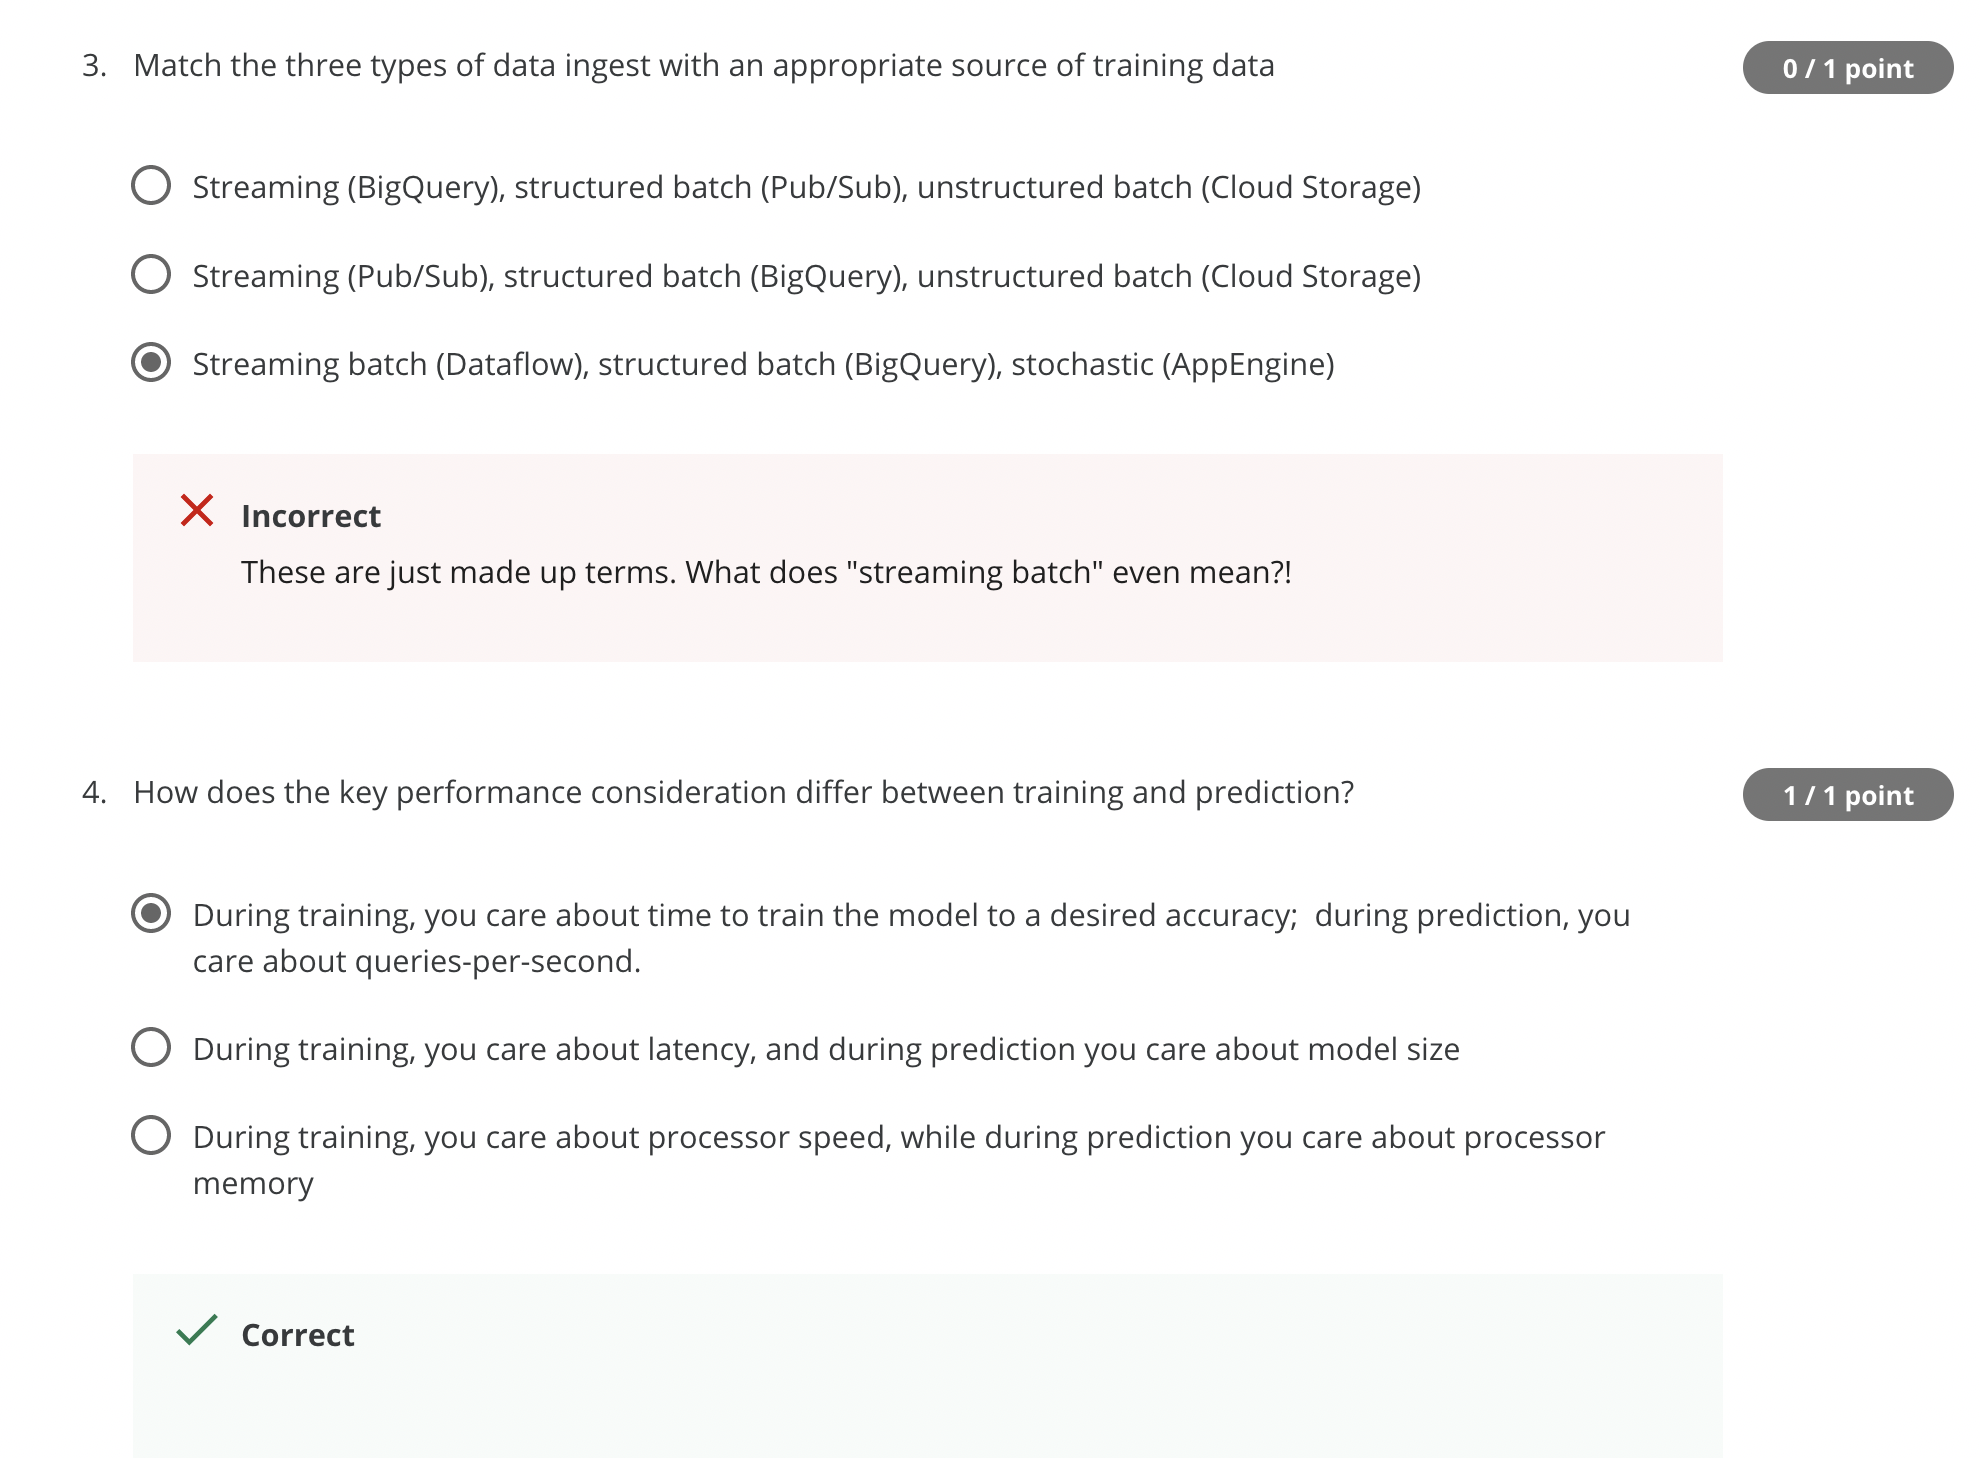 3. Match the three types of data ingest with an appropriate source of training data
0 / 1 point
Streaming (BigQuery), structured batch (Pub/Sub), unstructured batch (Cloud Storage)
Streaming (Pub/Sub), structured batch (BigQuery), unstructured batch (Cloud Storage)
Streaming batch (Dataflow), structured batch (BigQuery), stochastic (AppEngine)
Incorrect
These are just made up terms. What does "streaming batch" even mean?!
4. How does the key performance consideration differ between training and prediction?
1 / 1 point
During training, you care about time to train the model to a desired accuracy;  during prediction, you
care about queries-per-second.
During training, you care about latency, and during prediction you care about model size
During training, you care about processor speed, while during prediction you care about processor
memory
Correct